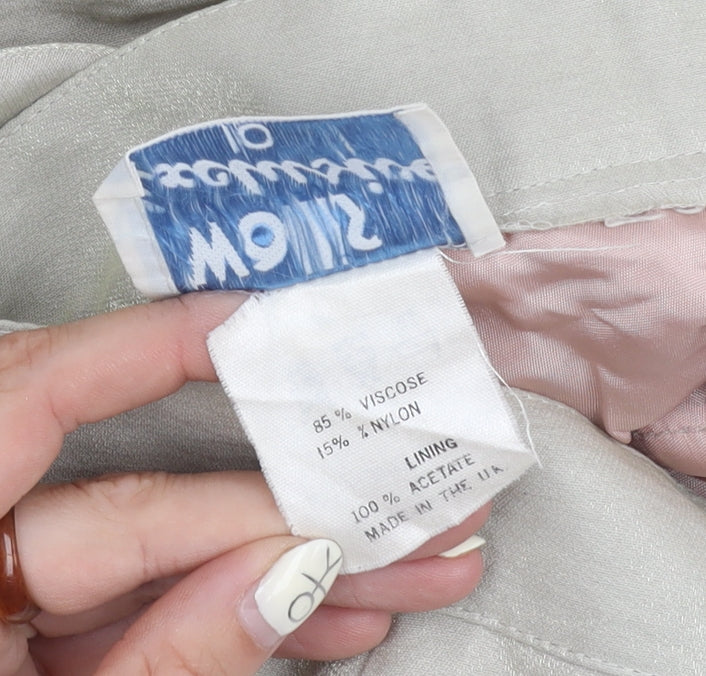 85 % VISCOSE
15% % NYLON
LINING
100 % ACETATE
MADE IN THE U.K.